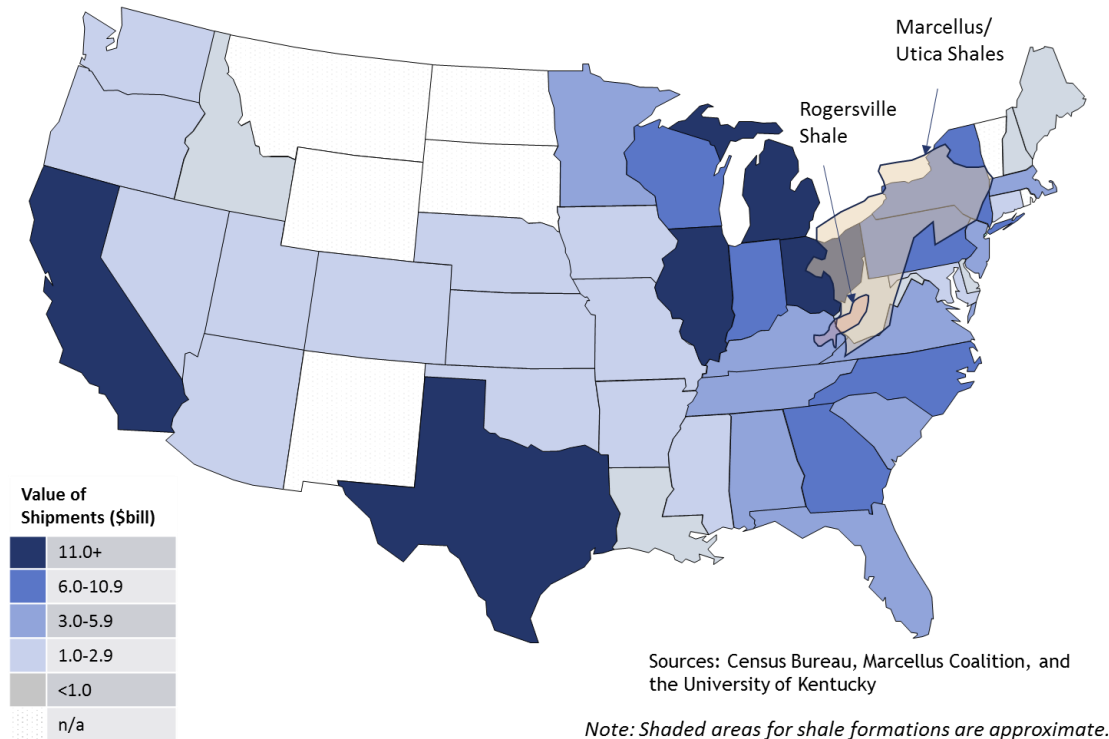 Marcellus/
Utica Shales
Rogersville
Shale
Value of
Shipments ($bill)
11.0+
6.0-10.9
3.0-5.9
1.0-2.9
<1.0
n/a
Sources: Census Bureau, Marcellus Coalition, and
the University of Kentucky
Note: Shaded areas for shale formations are approximate.